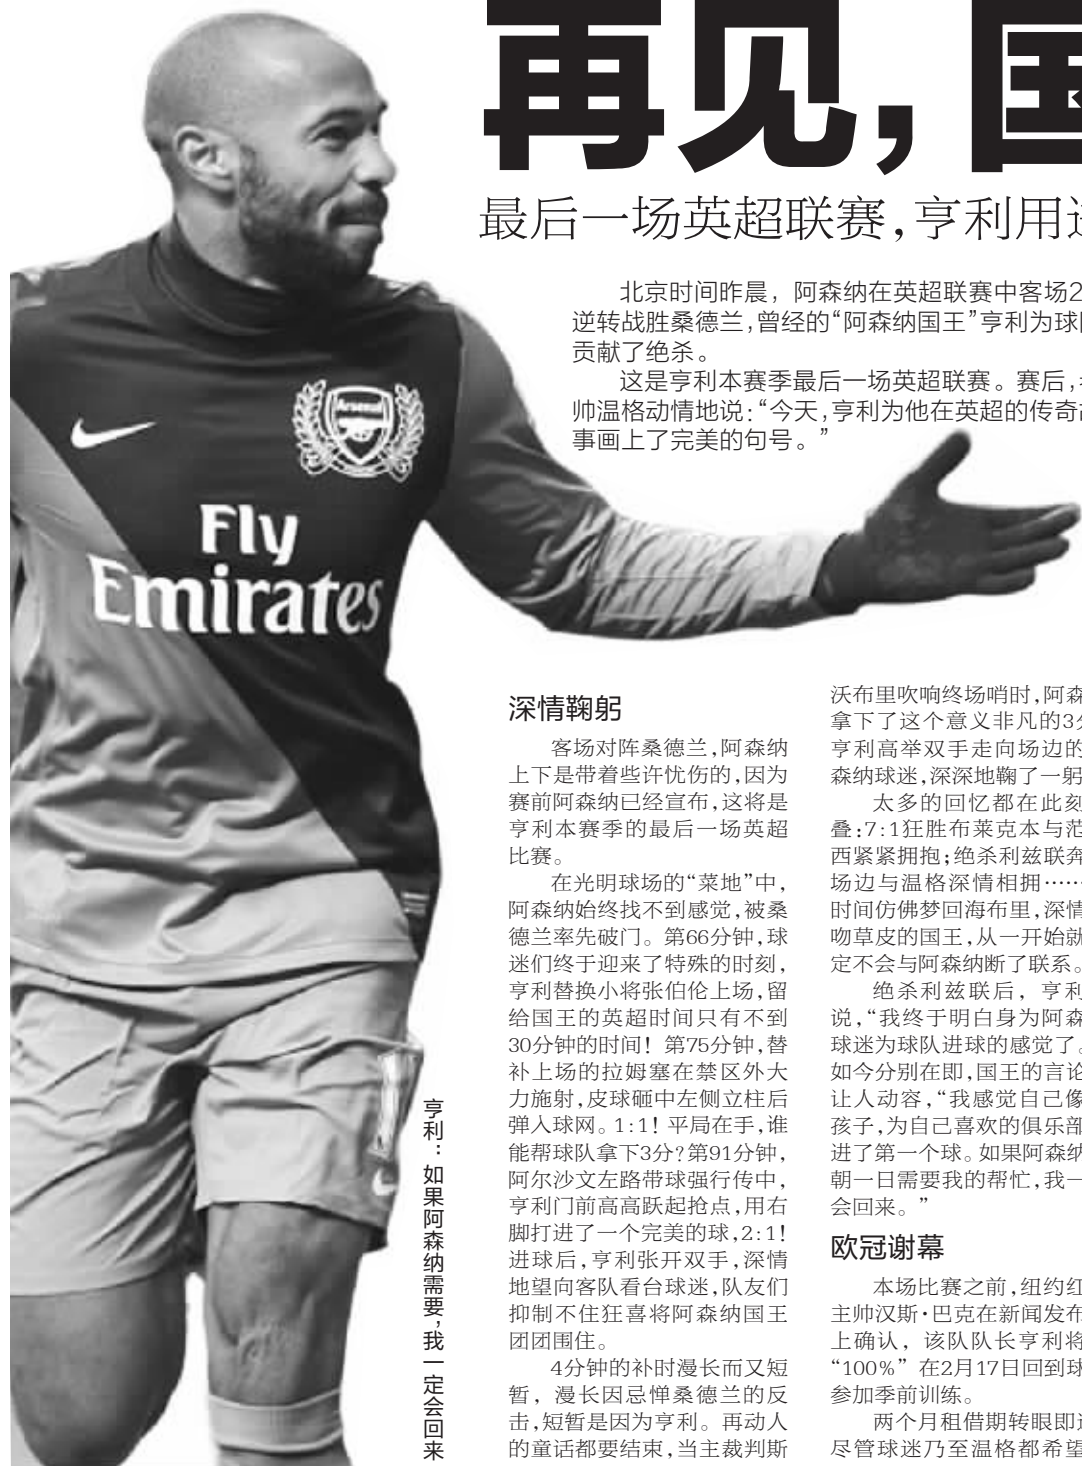 再见，国
最后一场英超联赛，亨利用
北京时间昨晨，阿森纳在英超联赛中客场2
逆转战胜桑德兰，曾经的“阿森纳国王”亨利为球
贡献了绝杀。
这是亨利本赛季最后一场英超联赛。赛后，
帅温格动情地说：“今天，亨利为他在英超的传奇
事画上了完美的句号。”
Arsenal
Fly
Emirates
亨利：如果阿森纳需要，我一定会回来
深情鞠躬
客场对阵桑德兰，阿森纳
上下是带着些许忧伤的，因为
赛前阿森纳已经宣布，这将是
亨利本赛季的最后一场英超
比赛。
在光明球场的“菜地”中，
阿森纳始终找不到感觉，被桑
德兰率先破门。第66分钟，球
迷们终于迎来了特殊的时刻，
亨利替换小将张伯伦上场，留
给国王的英超时间只有不到
30分钟的时间！第75分钟，替
补上场的拉姆塞在禁区外大
力施射，皮球砸中左侧立柱后
弹入球网。1:1！平局在手，谁
能帮球队拿下3分？第91分钟，
阿尔沙文左路带球强行传中，
亨利门前高高跃起抢点，用右
脚打进了一个完美的球，2:1！
进球后，亨利张开双手，深情
地望向客队看台球迷，队友们
抑制不住狂喜将阿森纳国王
团团围住。
4分钟的补时漫长而又短
暂，漫长因忌惮桑德兰的反
击，短暂是因为亨利。再动人
的童话都要结束，当主裁判斯
沃布里吹响终场哨时，阿森
拿下了这个意义非凡的3分
亨利高举双手走向场边的
森纳球迷，深深地鞠了一躬
太多的回忆都在此刻
叠：7:1狂胜布莱克本与范
西紧紧拥抱；绝杀利兹联奔
场边与温格深情相拥……
时间仿佛梦回海布里，深情
吻草皮的国王，从一开始就
定不会与阿森纳断了联系。
绝杀利兹联后，亨利
说，“我终于明白身为阿森
球迷为球队进球的感觉了。
如今分别在即，国王的言论
让人动容，“我感觉自己像
孩子，为自己喜欢的俱乐部
进了第一个球。如果阿森纳
朝一日需要我的帮忙，我一
会回来。”
欧冠谢幕
本场比赛之前，纽约红
主帅汉斯·巴克在新闻发布
上确认，该队队长亨利将
“100%”在2月17日回到球
参加季前训练。
两个月租借期转眼即
尽管球迷乃至温格都希望